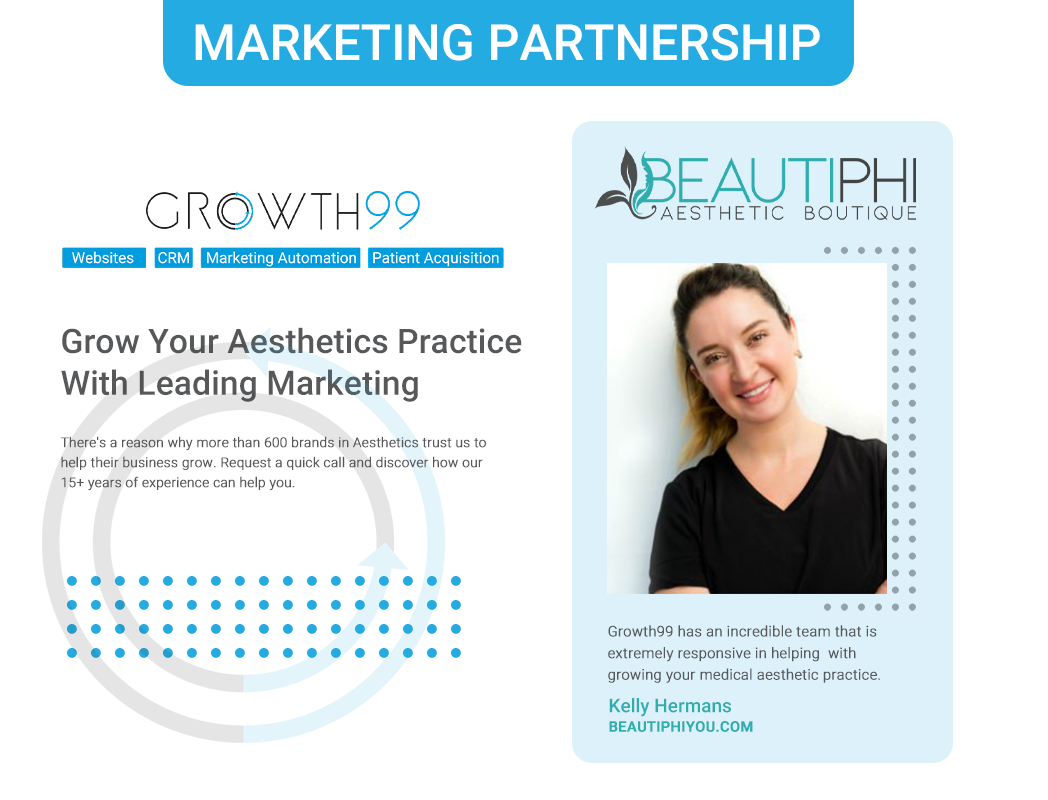 MARKETING PARTNERSHIP
GROWTH99
Websites CRM Marketing Automation Patient Acquisition
Grow Your Aesthetics Practice
With Leading Marketing
There's a reason why more than 600 brands in Aesthetics trust us to
help their business grow. Request a quick call and discover how our
15+ years of experience can help you.
BEAUTIPHI
AESTHETIC BOUTIQUE
Growth99 has an incredible team that is
extremely responsive in helping  with
growing your medical aesthetic practice.
Kelly Hermans
BEAUTIPHIYOU.COM